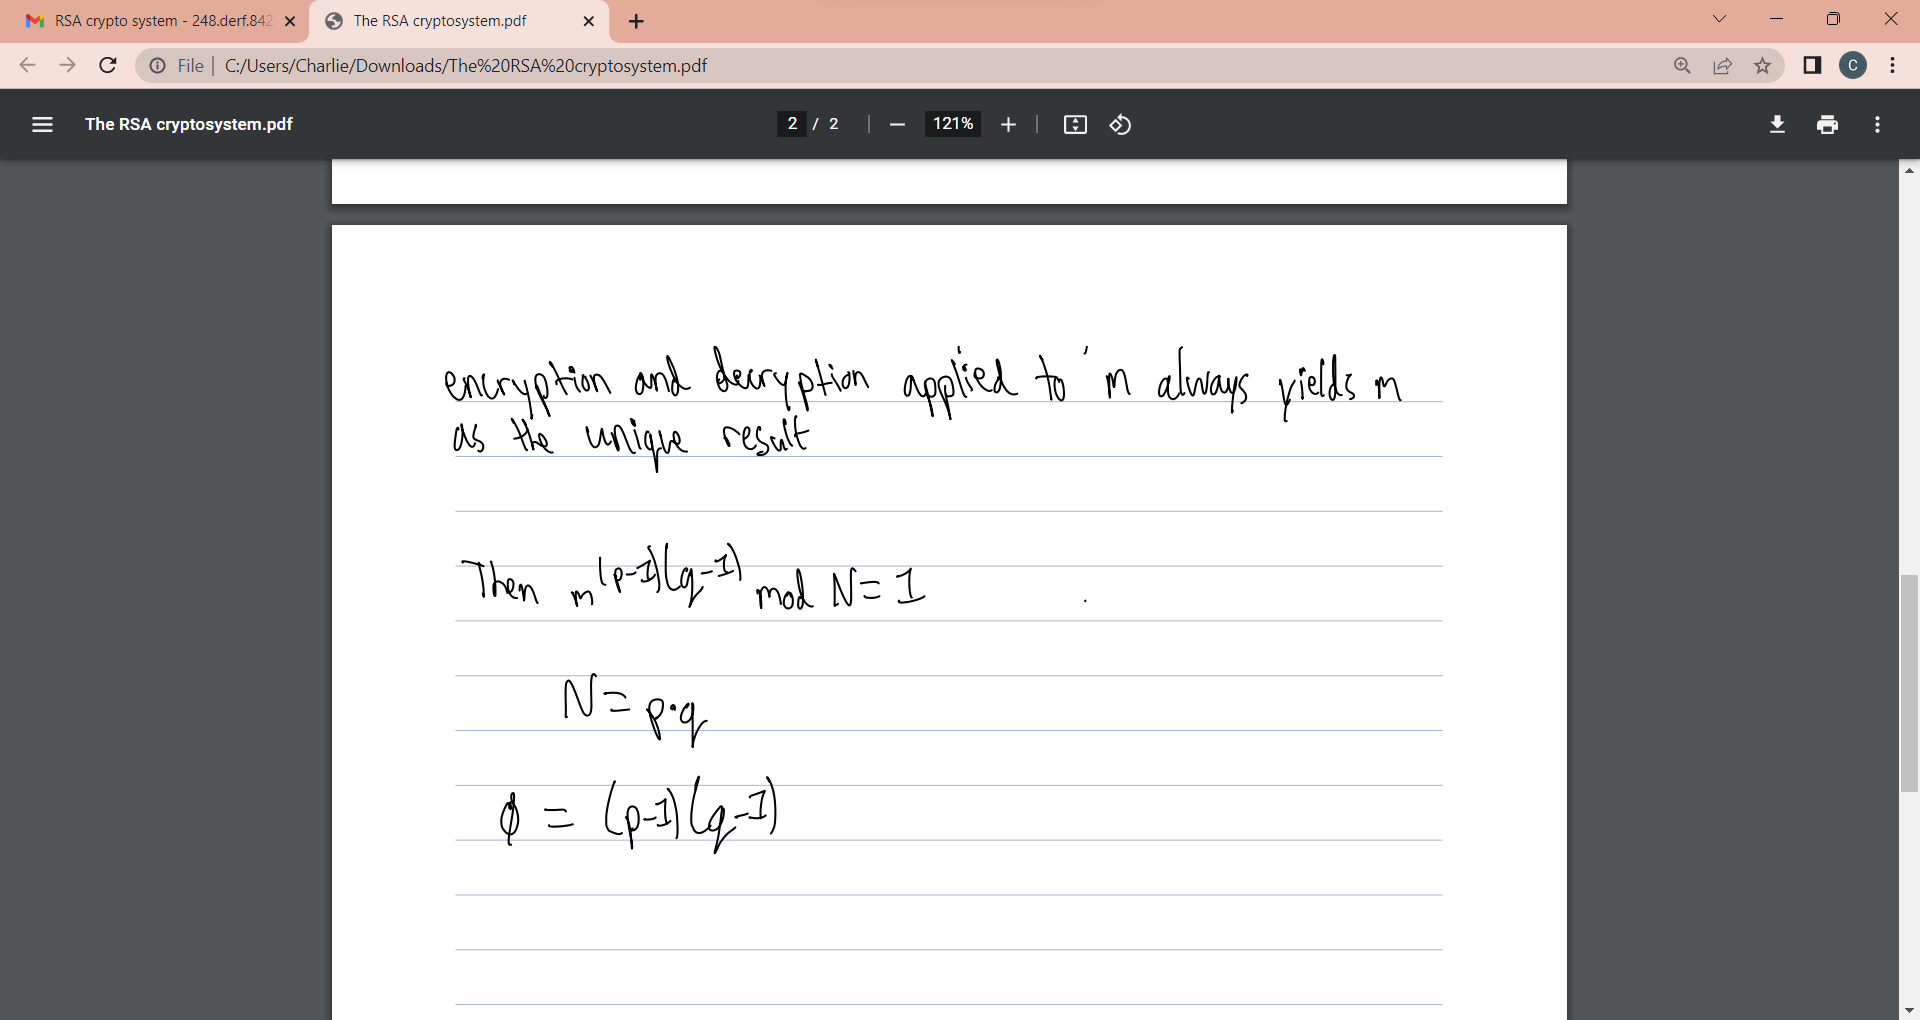 RSA crypto system - 248.derf.842
The RSA cryptosystem.pdf
File | C:/Users/Charlie/Downloads/The%20RSA%20cryptosystem.pdf
C
The RSA cryptosystem.pdf
2 / 2
121%
encryption and decryption applied to m always yields m
as the unique result
Then m^(p-1)(q-1) mod N = 1
N = p·q
ϕ = (p-1)(q-1)